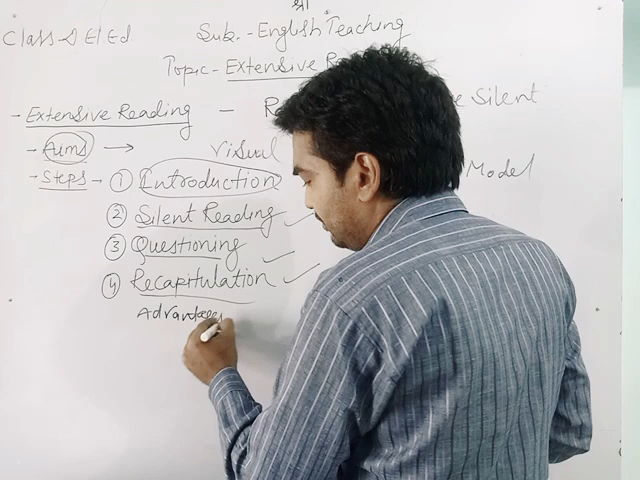 श्री
Class-D El Ed Sub.-English Teaching
Topic- Extensive
- Extensive Reading - Silent
- Aims → Visual
- Steps - ① Introduction Model
② Silent Reading ✓
③ Questioning ✓
④ Recapitulation ✓